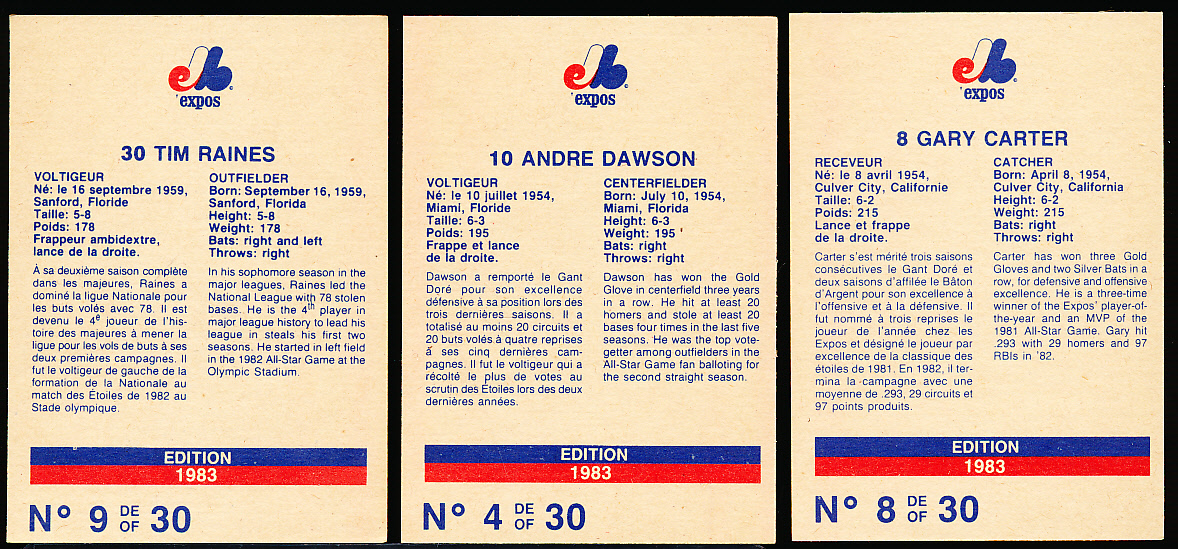 expos
30 TIM RAINES
VOLTIGEUR
Né: le 16 septembre 1959,
Sanford, Floride
Taille: 5-8
Poids: 178
Frappeur ambidextre,
lance de la droite.
À sa deuxième saison complète
dans les majeures, Raines a
dominé la ligue Nationale pour
les buts volés avec 78. Il est
devenu le 4e joueur de l'his-
toire des majeures à mener la
ligue pour les vols de buts à ses
deux premières campagnes. Il
fut le voltigeur de gauche de la
formation de la Nationale au
match des Étoiles de 1982 au
Stade olympique.
OUTFIELDER
Born: September 16, 1959,
Sanford, Florida
Height: 5-8
Weight: 178
Bats: right and left
Throws: right
In his sophomore season in the
major leagues, Raines led the
National League with 78 stolen
bases. He is the 4th player in
major league history to lead his
league in steals his first two
seasons. He started in left field
in the 1982 All-Star Game at the
Olympic Stadium.
EDITION
1983
No 9 DE OF 30
expos
10 ANDRE DAWSON
VOLTIGEUR
Né: le 10 juillet 1954,
Miami, Floride
Taille: 6-3
Poids: 195
Frappe et lance
de la droite.
Dawson a remporté le Gant
Doré pour son excellence
défensive à sa position lors des
trois dernières saisons. Il a
totalisé au moins 20 circuits et
20 buts volés à quatre reprises
à ses cinq dernières cam-
pagnes. Il fut le voltigeur qui a
récolté le plus de votes au
scrutin des Étoiles lors des deux
dernières années.
CENTERFIELDER
Born: July 10, 1954,
Miami, Florida
Height: 6-3
Weight: 195
Bats: right
Throws: right
Dawson has won the Gold
Glove in centerfield three years
in a row. He hit at least 20
homers and stole at least 20
bases four times in the last five
seasons. He was the top vote-
getter among outfielders in the
All-Star Game fan balloting for
the second straight season.
EDITION
1983
No 4 DE OF 30
expos
8 GARY CARTER
RECEVEUR
Né: le 8 avril 1954,
Culver City, Californie
Taille: 6-2
Poids: 215
Lance et frappe
de la droite.
Carter s'est mérité trois saisons
consécutives le Gant Doré et
deux saisons d'affilée le Bâton
d'Argent pour son excellence à
l'offensive et à la défensive. Il
fut nommé à trois reprises le
joueur de l'année chez les
Expos et désigné le joueur par
excellence de la classique des
étoiles de 1981. En 1982, il ter-
mina la campagne avec une
moyenne de .293, 29 circuits et
97 points produits.
CATCHER
Born: April 8, 1954,
Culver City, California
Height: 6-2
Weight: 215
Bats: right
Throws: right
Carter has won three Gold
Gloves and two Silver Bats in a
row, for defensive and offensive
excellence. He is a three-time
winner of the Expos' player-of-
the-year and an MVP of the
1981 All-Star Game. Gary hit
.293 with 29 homers and 97
RBIs in '82.
EDITION
1983
No 8 DE OF 30